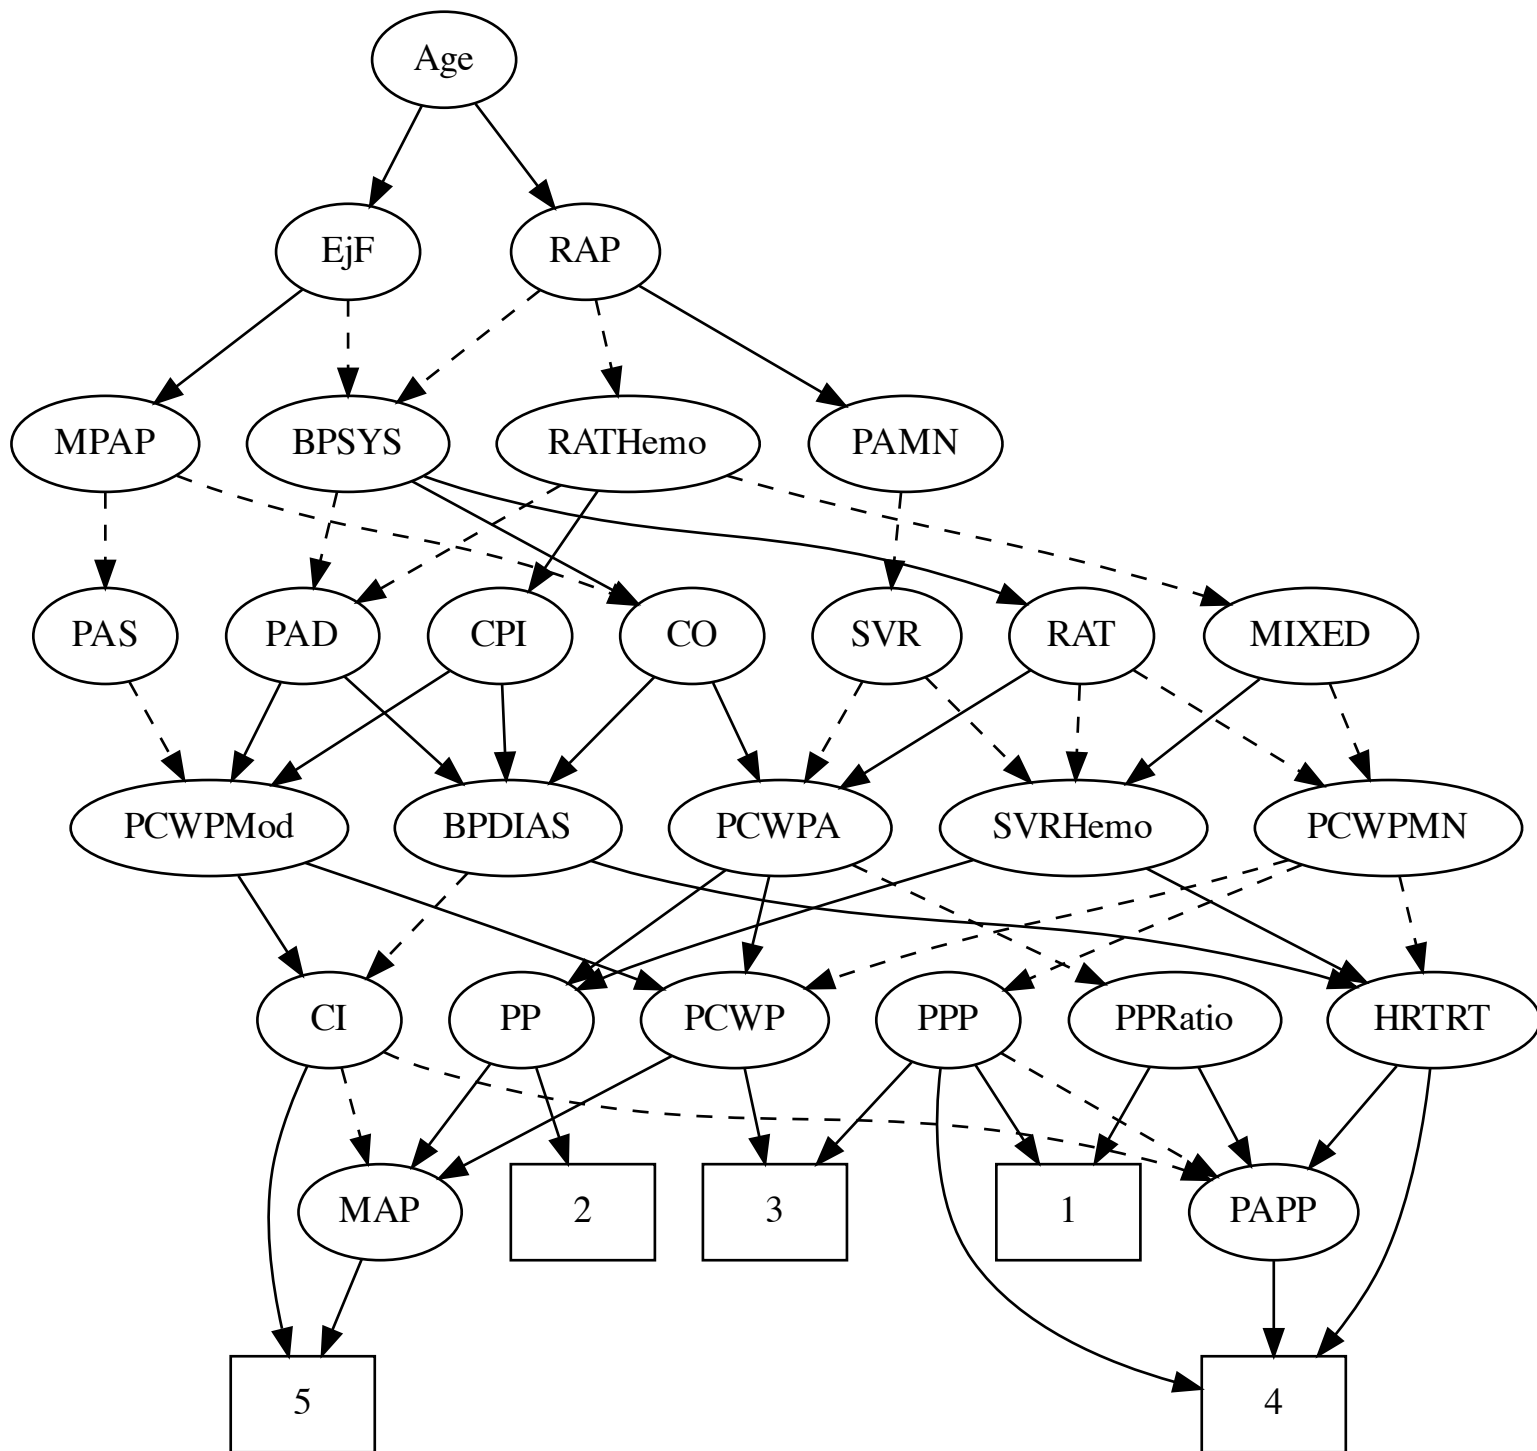 Age
EjF
RAP
MPAP
BPSYS
RATHemo
PAMN
PAS
PAD
CPI
CO
SVR
RAT
MIXED
PCWPMod
BPDIAS
PCWPA
SVRHemo
PCWPMN
CI
PP
PCWP
PPP
PPRatio
HRTRT
MAP
2
3
1
PAPP
5
4